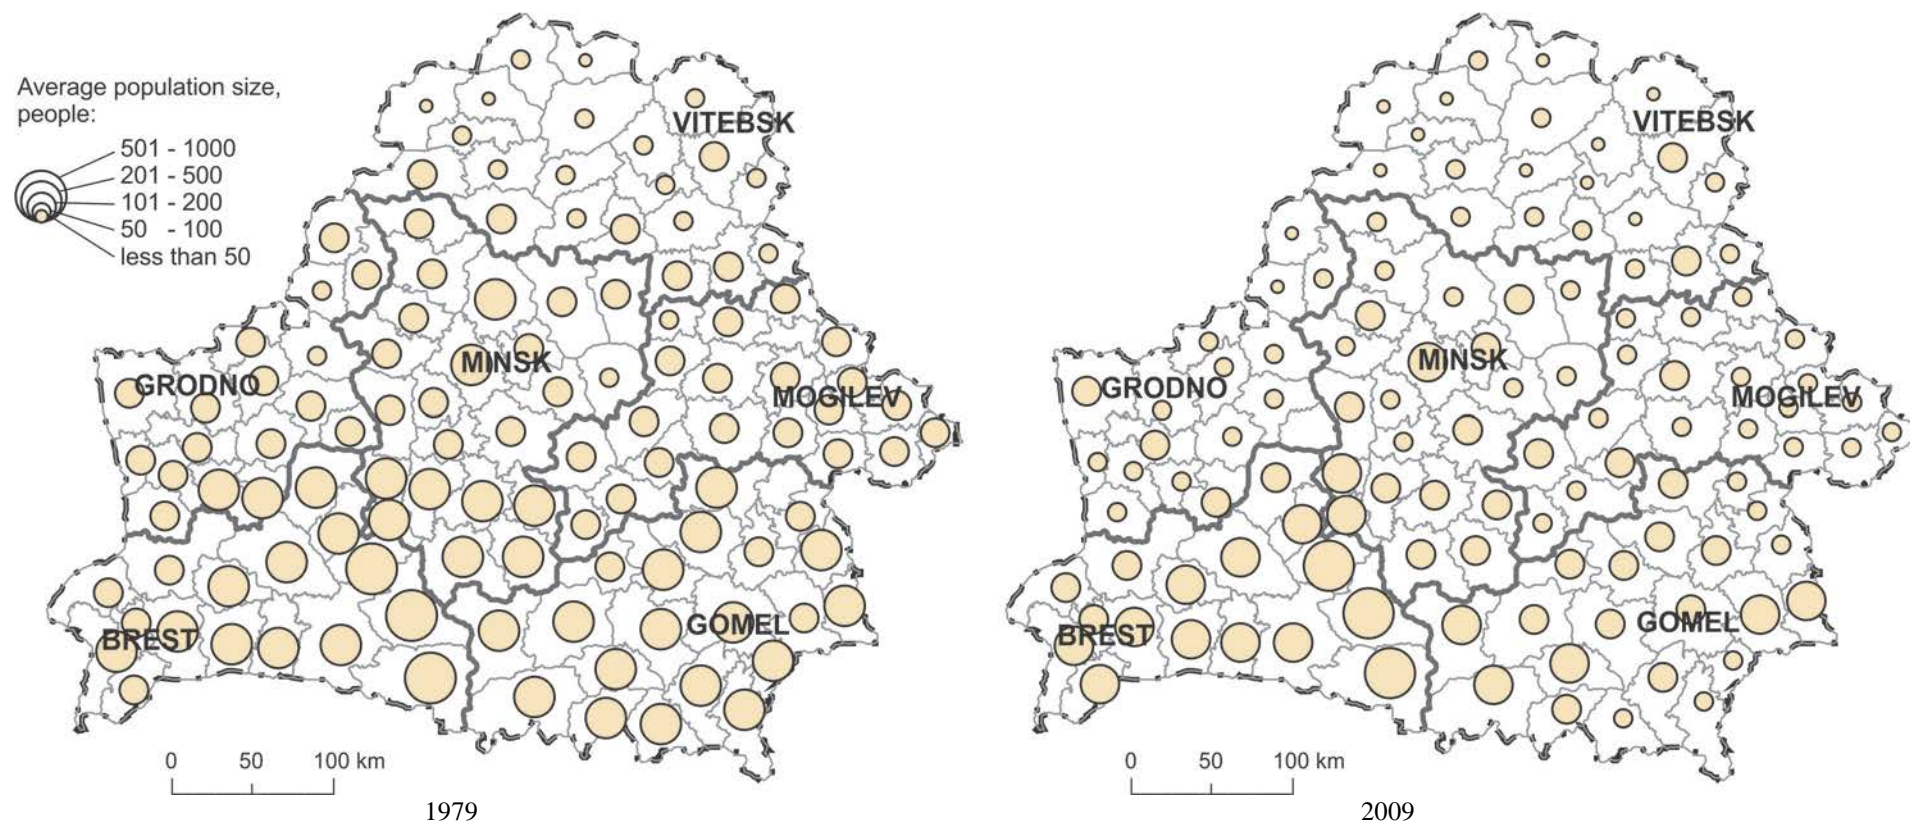 Average population size,
people:
501 - 1000
201 - 500
101 - 200
50 - 100
less than 50
VITEBSK
MINSK
GRODNO
MOGILEV
BREST
GOMEL
0 50 100 km
1979
VITEBSK
MINSK
GRODNO
MOGILEV
BREST
GOMEL
0 50 100 km
2009